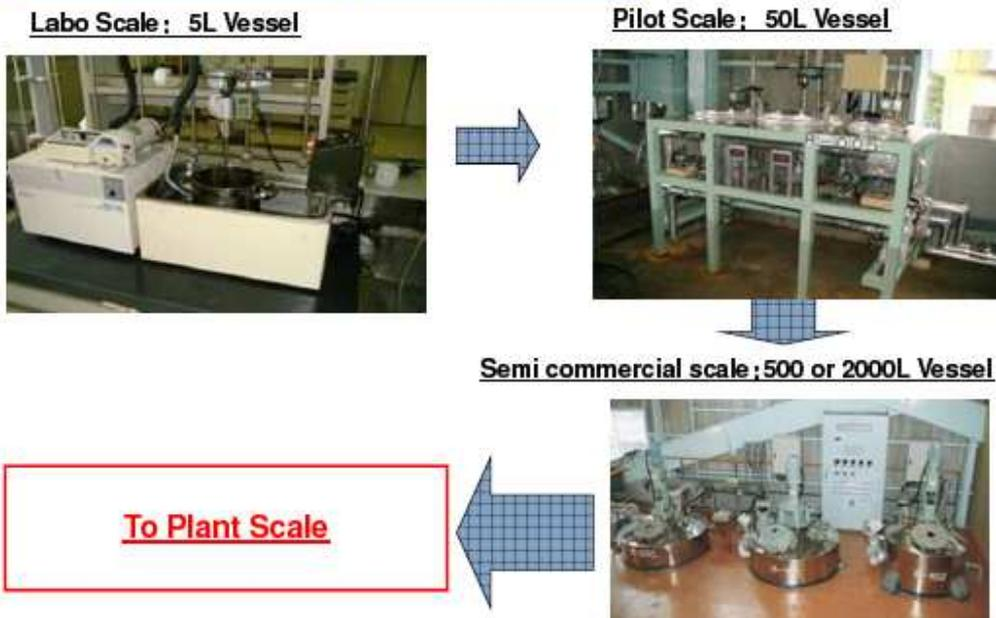 Labo Scale; 5L Vessel
Pilot Scale; 50L Vessel
Semi commercial scale;500 or 2000L Vessel
To Plant Scale